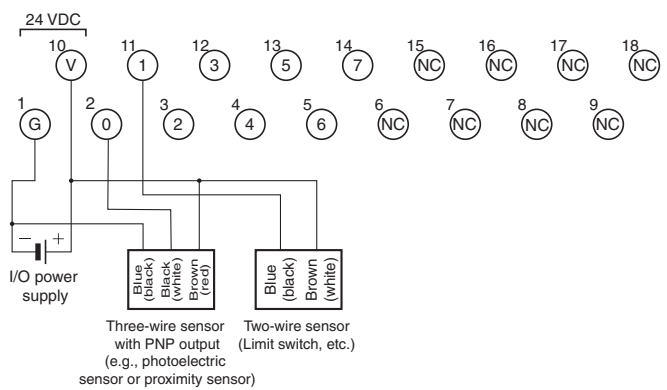 24 VDC
10 11 12 13 14 15 16 17 18
V 1 3 5 7 NC NC NC NC
1 2 3 4 5 6 7 8 9
G 0 2 4 6 NC NC NC NC
− +
I/O power
supply
Blue
(black)
Black
(white)
Brown
(red)
Blue
(black)
Brown
(white)
Three-wire sensor
with PNP output
(e.g., photoelectric
sensor or proximity sensor)
Two-wire sensor
(Limit switch, etc.)